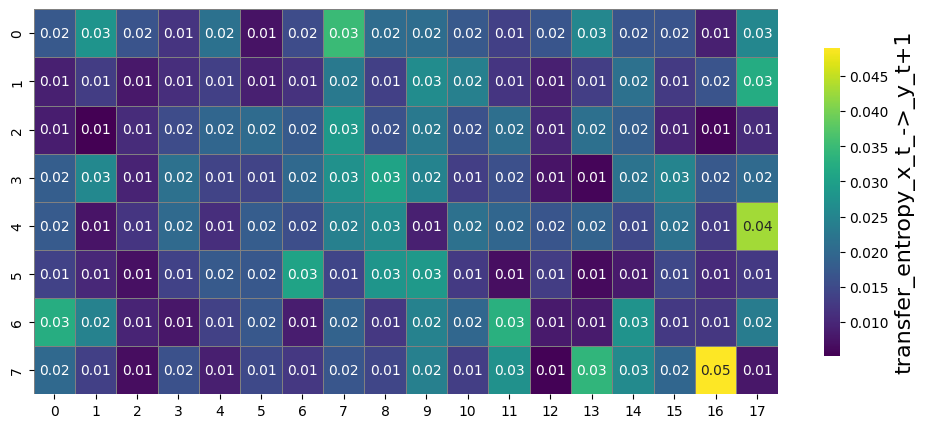 0 0.02 0.03 0.02 0.01 0.02 0.01 0.02 0.03 0.02 0.02 0.02 0.01 0.02 0.03 0.02 0.02 0.01 0.03
1 0.01 0.01 0.01 0.01 0.01 0.01 0.01 0.02 0.01 0.03 0.02 0.01 0.01 0.01 0.02 0.01 0.02 0.03
2 0.01 0.01 0.01 0.01 0.02 0.02 0.02 0.03 0.02 0.02 0.02 0.02 0.01 0.02 0.02 0.01 0.01 0.01
3 0.02 0.03 0.01 0.02 0.01 0.01 0.02 0.03 0.03 0.02 0.01 0.02 0.01 0.01 0.02 0.03 0.02 0.02
4 0.02 0.01 0.01 0.02 0.01 0.02 0.02 0.02 0.03 0.01 0.02 0.02 0.02 0.02 0.01 0.02 0.01 0.04
5 0.01 0.01 0.01 0.01 0.02 0.02 0.03 0.01 0.03 0.03 0.01 0.01 0.01 0.01 0.01 0.01 0.01 0.01
6 0.03 0.02 0.01 0.01 0.01 0.02 0.01 0.02 0.01 0.02 0.02 0.03 0.01 0.01 0.03 0.01 0.01 0.02
7 0.02 0.01 0.01 0.02 0.01 0.01 0.01 0.02 0.01 0.02 0.01 0.03 0.01 0.03 0.03 0.02 0.05 0.01
0 1 2 3 4 5 6 7 8 9 10 11 12 13 14 15 16 17
0.045
0.040
0.035
0.030
0.025
0.020
0.015
0.010
transfer_entropy_x_t_->_y_t+1